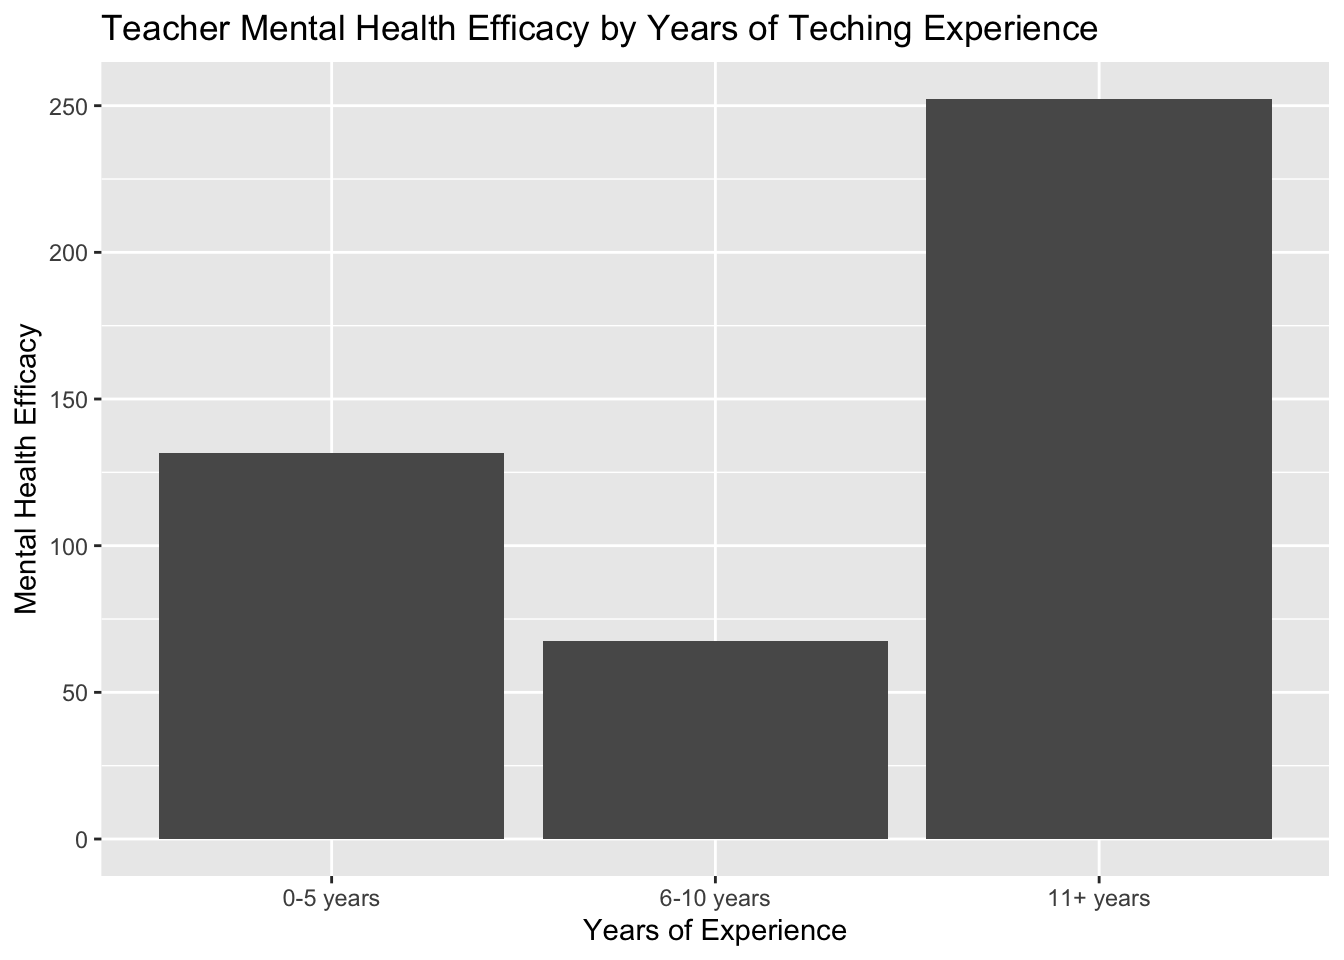 Teacher Mental Health Efficacy by Years of Teching Experience
Mental Health Efficacy
250
200
150
100
50
0
0-5 years 6-10 years 11+ years
Years of Experience